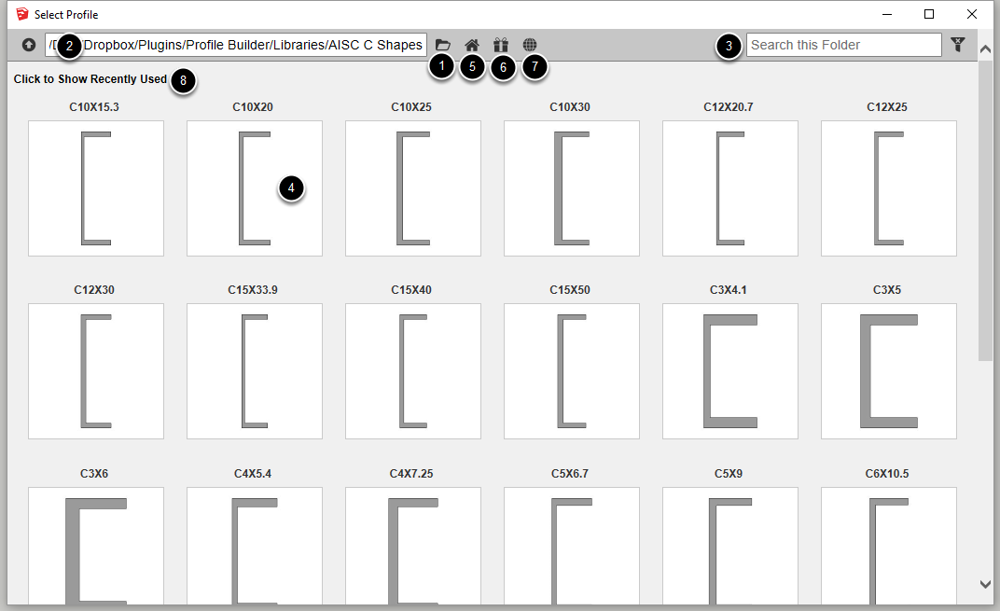 Select Profile
2 Dropbox/Plugins/Profile Builder/Libraries/AISC C Shapes 3 Search this Folder
1 5 6 7
Click to Show Recently Used 8
C10X15.3 C10X20 C10X25 C10X30 C12X20.7 C12X25
4
C12X30 C15X33.9 C15X40 C15X50 C3X4.1 C3X5
C3X6 C4X5.4 C4X7.25 C5X6.7 C5X9 C6X10.5